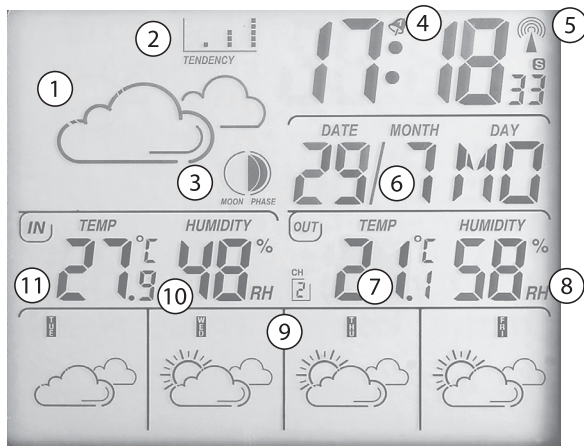 2
4
5
TENDENCY
17:18
S
33
1
DATE MONTH DAY
29/7 MO
3
6
MOON PHASE
IN TEMP HUMIDITY
OUT TEMP HUMIDITY
27.9 °C 48 % RH
CH 2
21.1 °C 58 % RH
11
10
7
8
9
TUE WED THU FRI